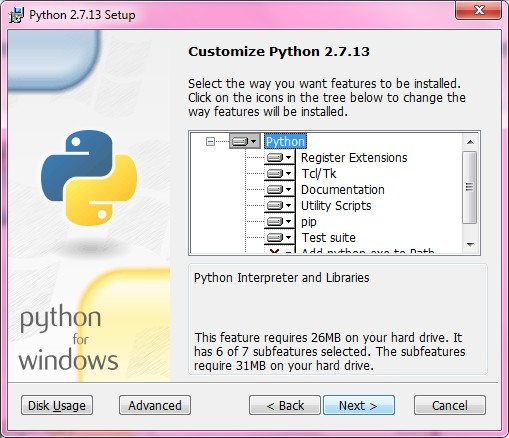 Python 2.7.13 Setup
Customize Python 2.7.13
Select the way you want features to be installed.
Click on the icons in the tree below to change the
way features will be installed.
Python
Register Extensions
Tcl/Tk
Documentation
Utility Scripts
pip
Test suite
Add python.exe to Path
Python Interpreter and Libraries
This feature requires 26MB on your hard drive. It
has 6 of 7 subfeatures selected. The subfeatures
require 31MB on your hard drive.
python
for
windows
Disk Usage
Advanced
< Back
Next >
Cancel